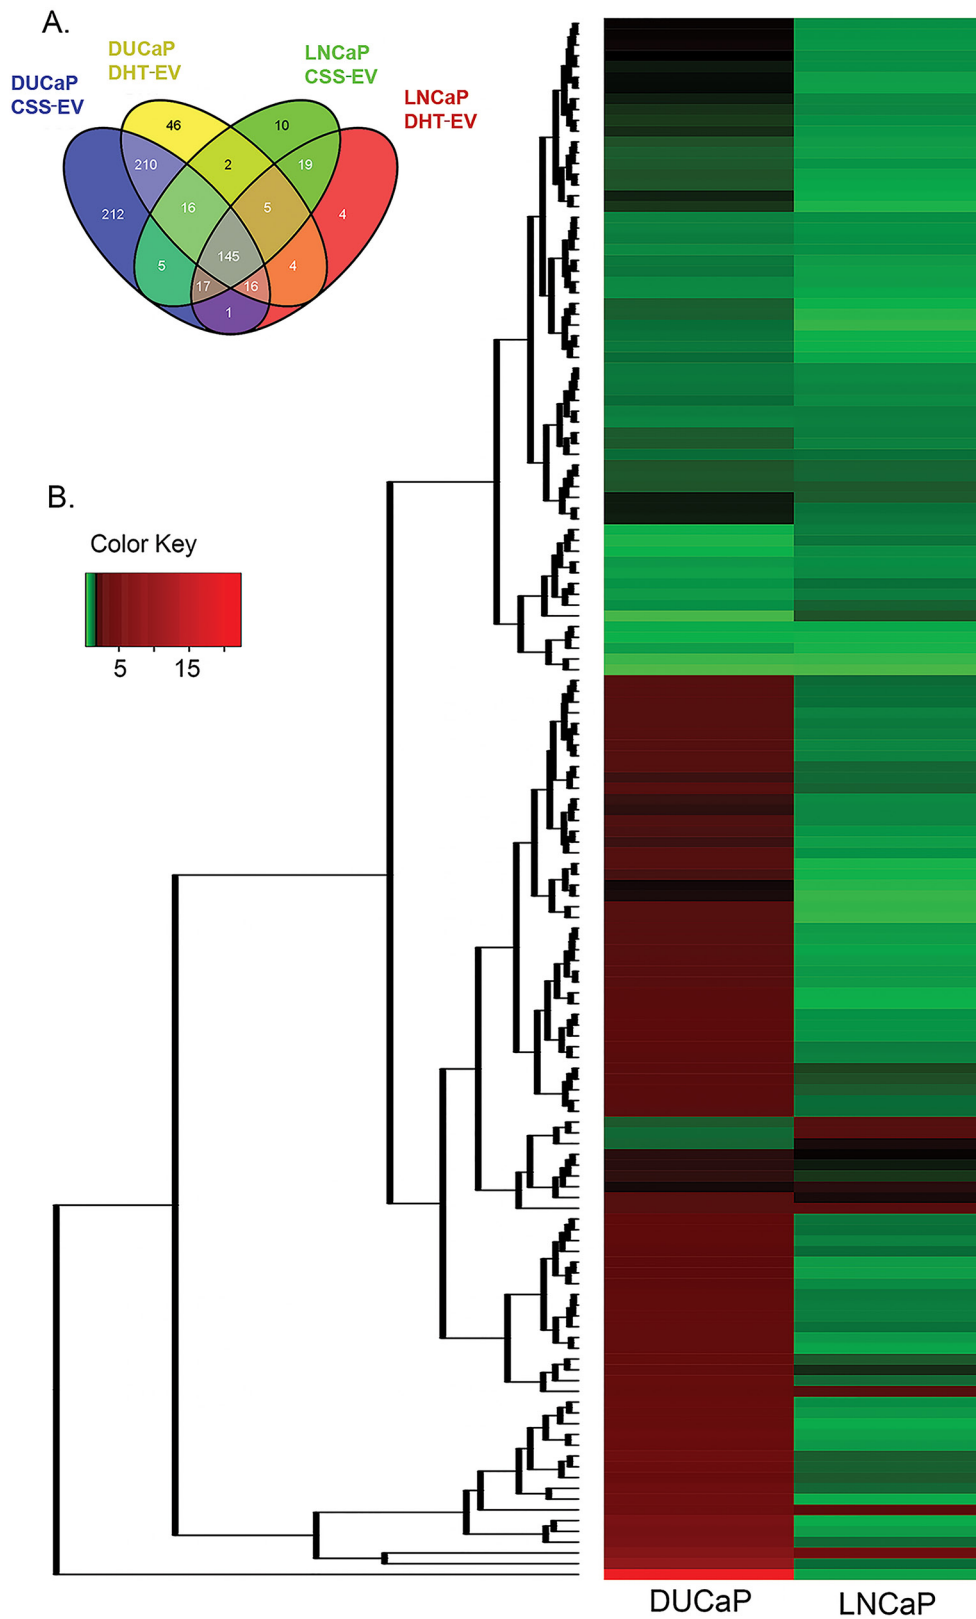 A.
DUCaP
DHT-EV
LNCaP
CSS-EV
DUCaP
CSS-EV
LNCaP
DHT-EV
46
10
210
2
19
212
16
5
4
5
145
4
17
16
1
B.
Color Key
5
15
DUCaP
LNCaP